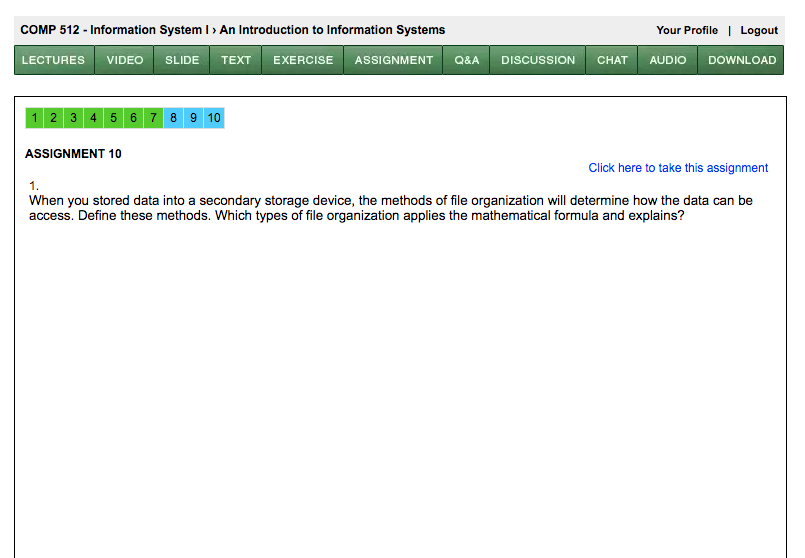 COMP 512 - Information System I › An Introduction to Information Systems
Your Profile | Logout
LECTURES VIDEO SLIDE TEXT EXERCISE ASSIGNMENT Q&A DISCUSSION CHAT AUDIO DOWNLOAD
1 2 3 4 5 6 7 8 9 10
ASSIGNMENT 10
Click here to take this assignment
1.
When you stored data into a secondary storage device, the methods of file organization will determine how the data can be
access. Define these methods. Which types of file organization applies the mathematical formula and explains?